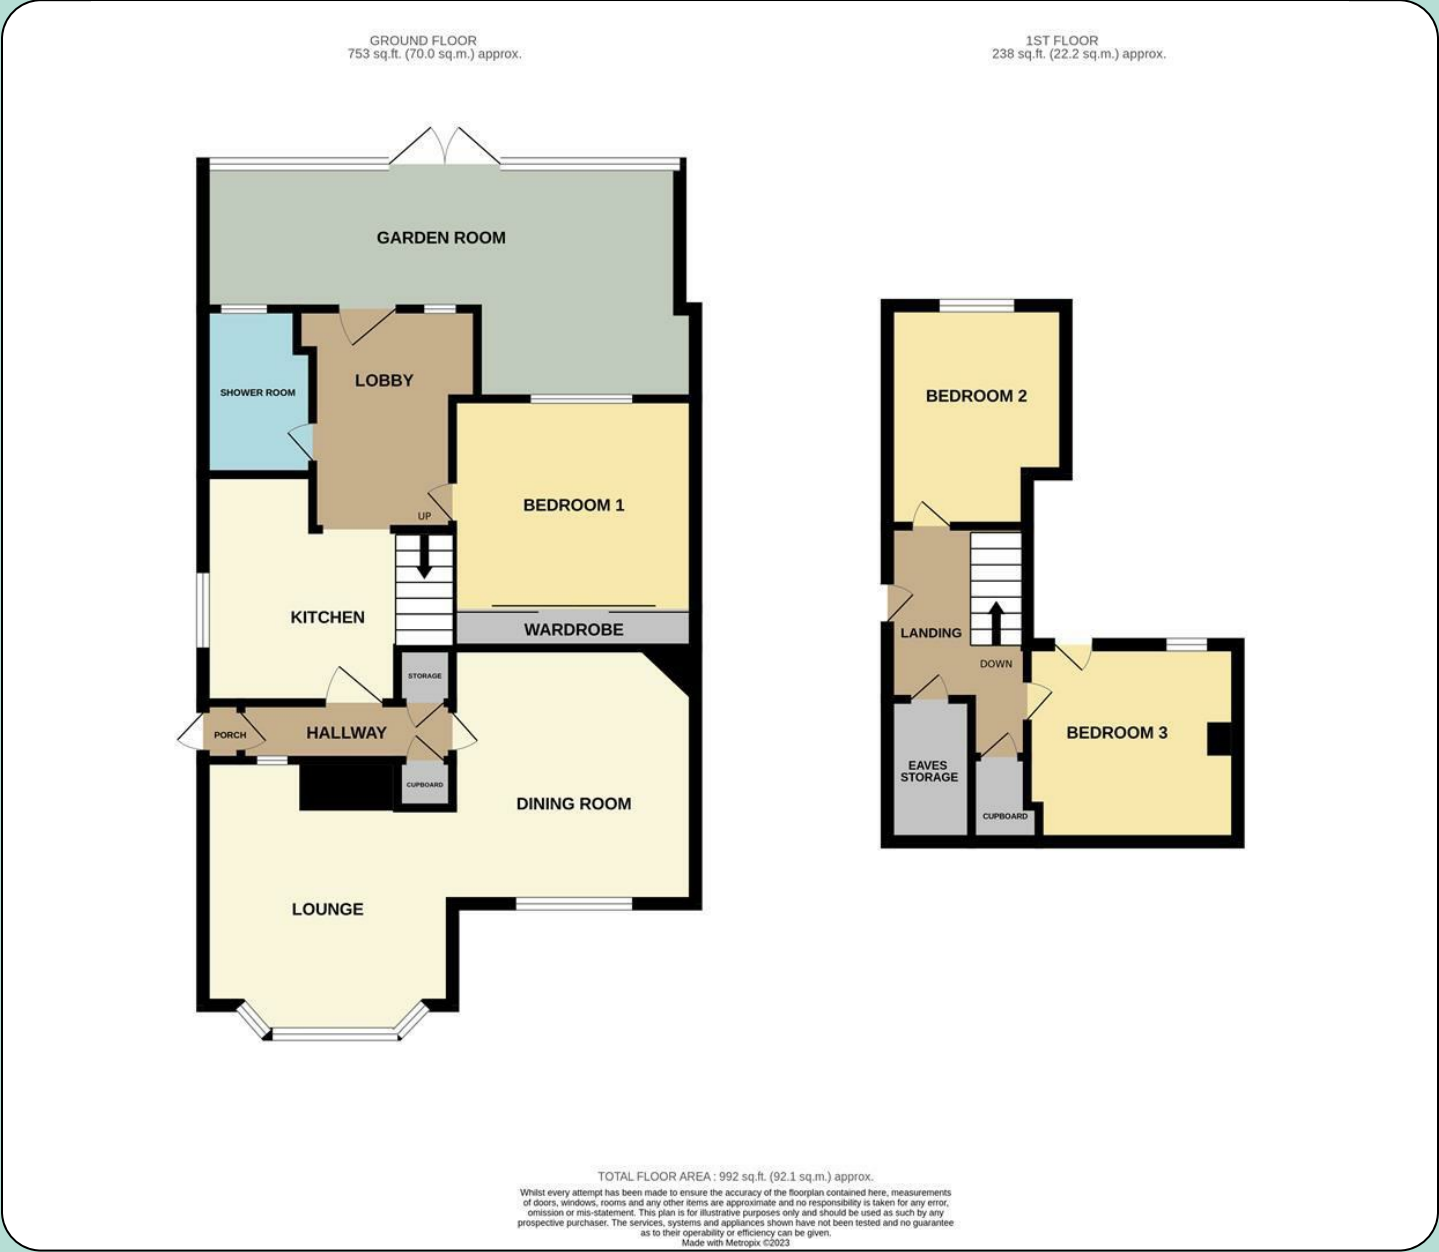 GROUND FLOOR
753 sq.ft. (70.0 sq.m.) approx.
1ST FLOOR
238 sq.ft. (22.2 sq.m.) approx.
GARDEN ROOM
SHOWER ROOM
LOBBY
UP
BEDROOM 1
KITCHEN
WARDROBE
STORAGE
PORCH
HALLWAY
CUPBOARD
DINING ROOM
LOUNGE
BEDROOM 2
LANDING
DOWN
BEDROOM 3
EAVES
STORAGE
CUPBOARD
TOTAL FLOOR AREA : 992 sq.ft. (92.1 sq.m.) approx.
Whilst every attempt has been made to ensure the accuracy of the floorplan contained here, measurements
of doors, windows, rooms and any other items are approximate and no responsibility is taken for any error,
omission or mis-statement. This plan is for illustrative purposes only and should be used as such by any
prospective purchaser. The services, systems and appliances shown have not been tested and no guarantee
as to their operability or efficiency can be given.
Made with Metropix ©2023